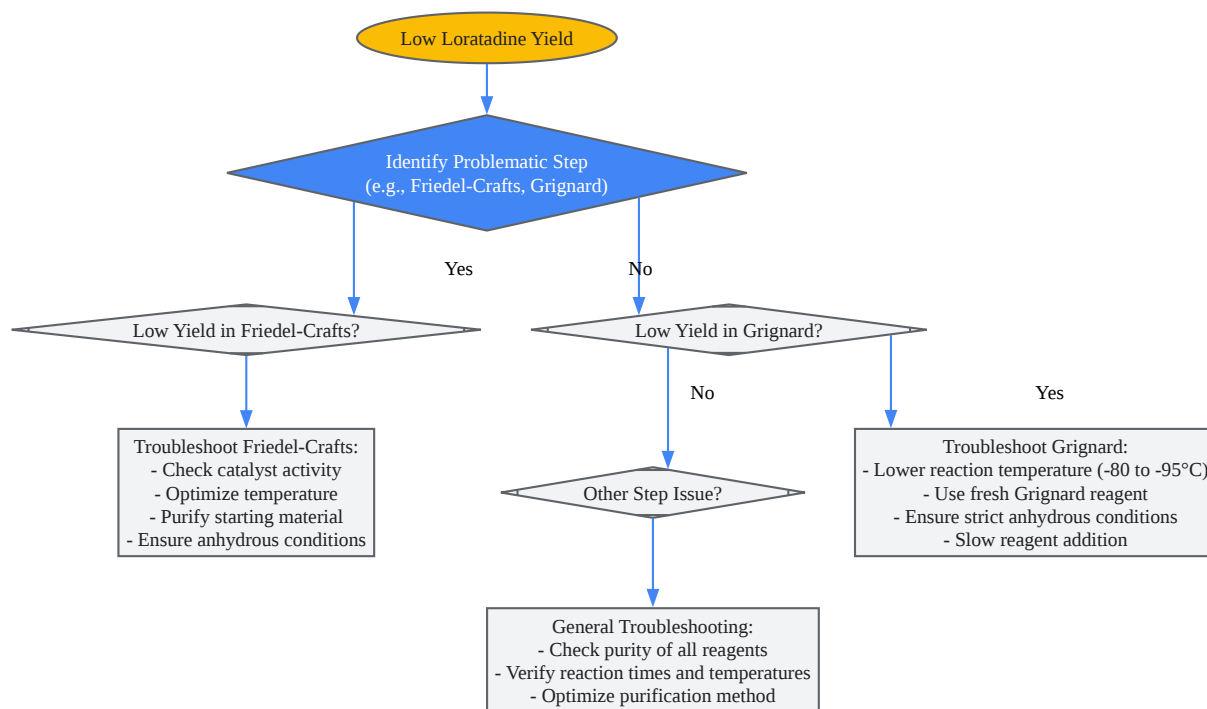 Low Loratadine Yield
Identify Problematic Step
(e.g., Friedel-Crafts, Grignard)
Yes
No
Low Yield in Friedel-Crafts?
Low Yield in Grignard?
No
Yes
Troubleshoot Friedel-Crafts:
- Check catalyst activity
- Optimize temperature
- Purify starting material
- Ensure anhydrous conditions
Troubleshoot Grignard:
- Lower reaction temperature (-80 to -95°C)
- Use fresh Grignard reagent
- Ensure strict anhydrous conditions
- Slow reagent addition
Other Step Issue?
General Troubleshooting:
- Check purity of all reagents
- Verify reaction times and temperatures
- Optimize purification method